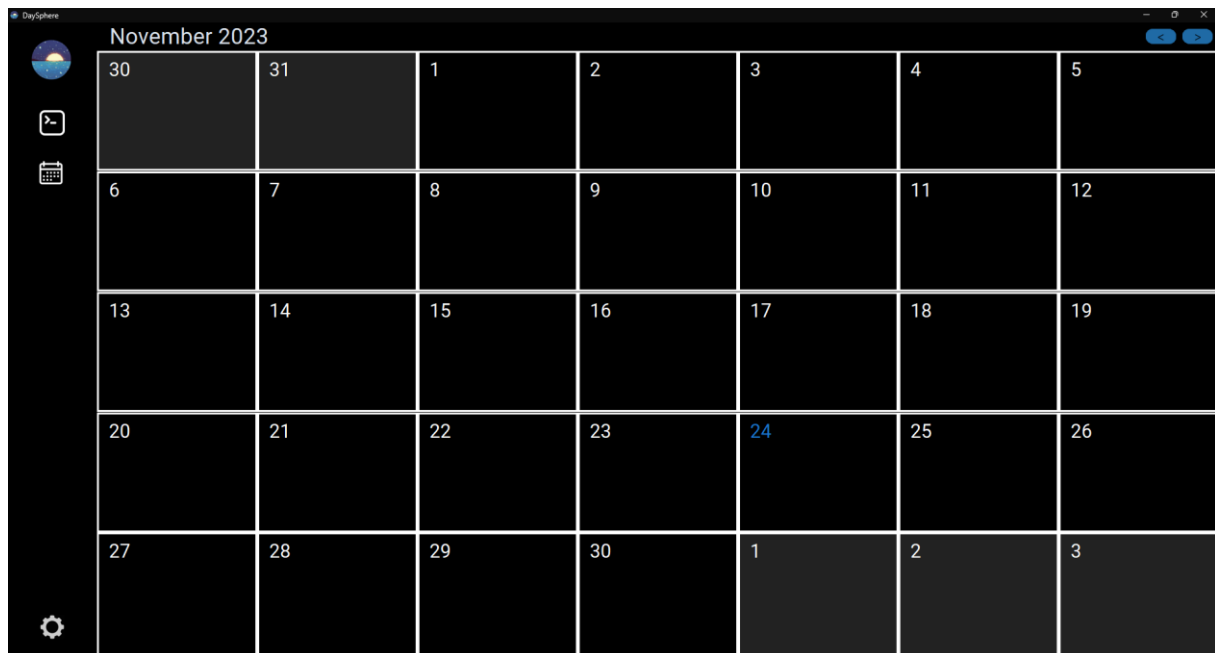 DaySphere
November 2023
< >
30 31 1 2 3 4 5
6 7 8 9 10 11 12
13 14 15 16 17 18 19
20 21 22 23 24 25 26
27 28 29 30 1 2 3